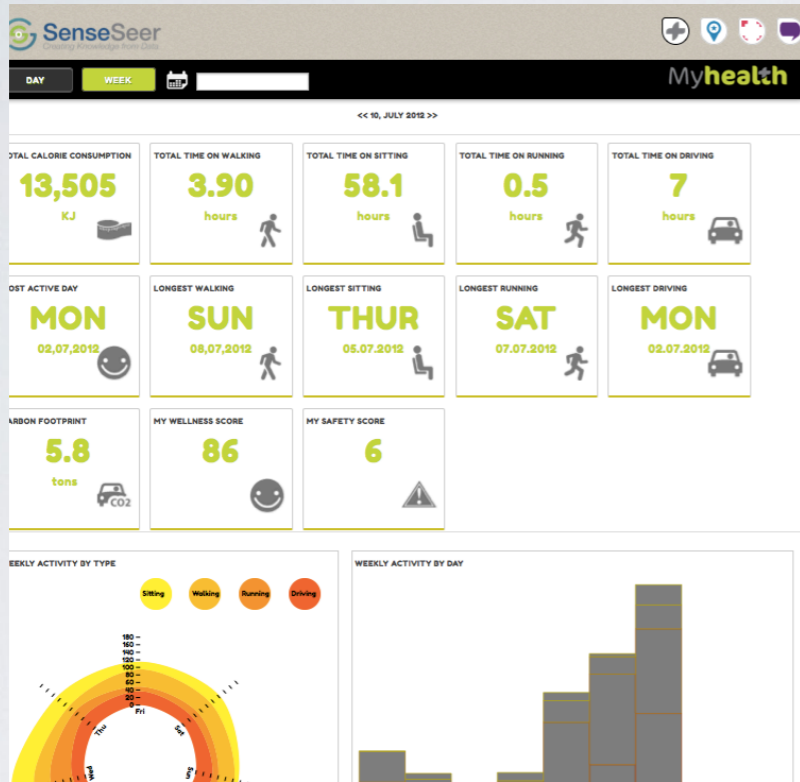 SenseSeer
Creating Knowledge from Data
DAY
WEEK
Myhealth
<< 10, JULY 2012 >>
OTAL CALORIE CONSUMPTION
13,505
KJ
TOTAL TIME ON WALKING
3.90
hours
TOTAL TIME ON SITTING
58.1
hours
TOTAL TIME ON RUNNING
0.5
hours
TOTAL TIME ON DRIVING
7
hours
OST ACTIVE DAY
MON
02,07,2012
LONGEST WALKING
SUN
08,07,2012
LONGEST SITTING
THUR
05.07.2012
LONGEST RUNNING
SAT
07.07.2012
LONGEST DRIVING
MON
02.07.2012
ARBON FOOTPRINT
5.8
tons
CO2
MY WELLNESS SCORE
86
MY SAFETY SCORE
6
EEKLY ACTIVITY BY TYPE
Sitting
Walking
Running
Driving
180
160
140
120
100
80
60
40
20
0
Fri
Thu
Sat
Wed
Sun
WEEKLY ACTIVITY BY DAY